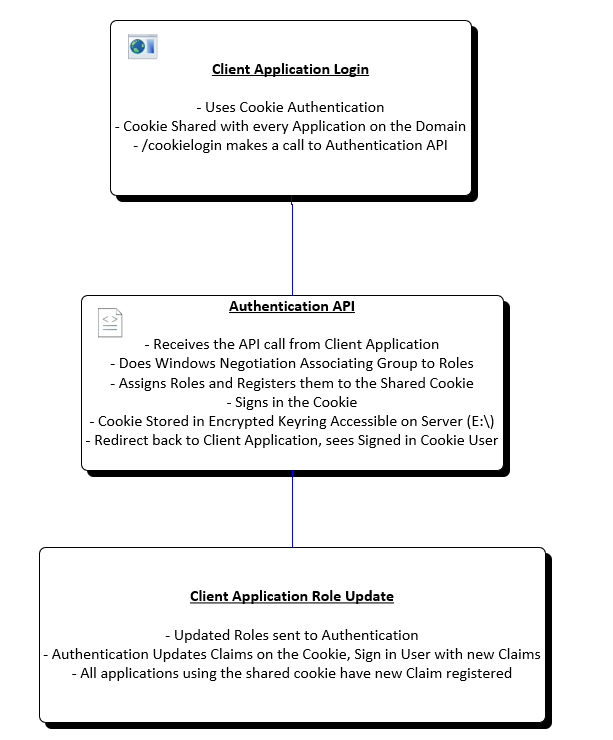 Client Application Login
- Uses Cookie Authentication
- Cookie Shared with every Application on the Domain
- /cookielogin makes a call to Authentication API
Authentication API
- Receives the API call from Client Application
- Does Windows Negotiation Associating Group to Roles
- Assigns Roles and Registers them to the Shared Cookie
- Signs in the Cookie
- Cookie Stored in Encrypted Keyring Accessible on Server (E:\)
- Redirect back to Client Application, sees Signed in Cookie User
Client Application Role Update
- Updated Roles sent to Authentication
- Authentication Updates Claims on the Cookie, Sign in User with new Claims
- All applications using the shared cookie have new Claim registered